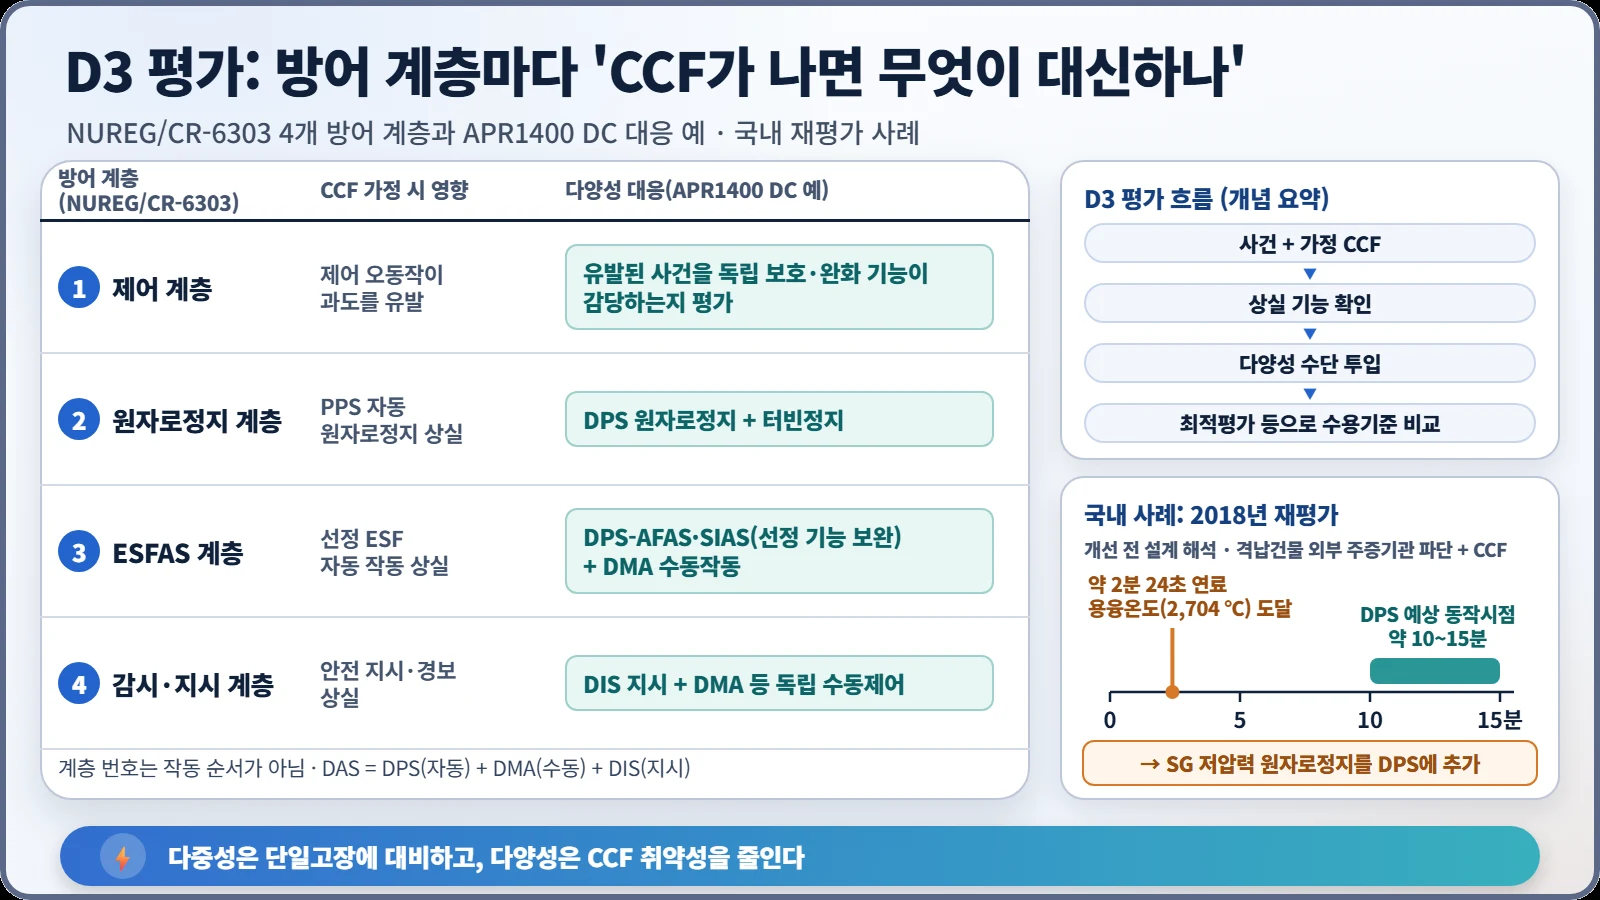 D3 평가: 방어 계층마다 'CCF가 나면 무엇이 대신하나'
NUREG/CR-6303 4개 방어 계층과 APR1400 DC 대응 예 · 국내 재평가 사례
방어 계층
(NUREG/CR-6303)
CCF 가정 시 영향
다양성 대응(APR1400 DC 예)
1 제어 계층
제어 오동작이
과도를 유발
유발된 사건을 독립 보호·완화 기능이
감당하는지 평가
2 원자로정지 계층
PPS 자동
원자로정지 상실
DPS 원자로정지 + 터빈정지
3 ESFAS 계층
선정 ESF
자동 작동 상실
DPS-AFAS·SIAS(선정 기능 보완)
+ DMA 수동작동
4 감시·지시 계층
안전 지시·경보
상실
DIS 지시 + DMA 등 독립 수동제어
계층 번호는 작동 순서가 아님 · DAS = DPS(자동) + DMA(수동) + DIS(지시)
D3 평가 흐름 (개념 요약)
사건 + 가정 CCF
▼
상실 기능 확인
▼
다양성 수단 투입
▼
최적평가 등으로 수용기준 비교
국내 사례: 2018년 재평가
개선 전 설계 해석 · 격납건물 외부 주증기관 파단 + CCF
약 2분 24초 연료
용융온도(2,704 ℃) 도달
DPS 예상 동작시점
약 10~15분
0 5 10 15분
→ SG 저압력 원자로정지를 DPS에 추가
다중성은 단일고장에 대비하고, 다양성은 CCF 취약성을 줄인다